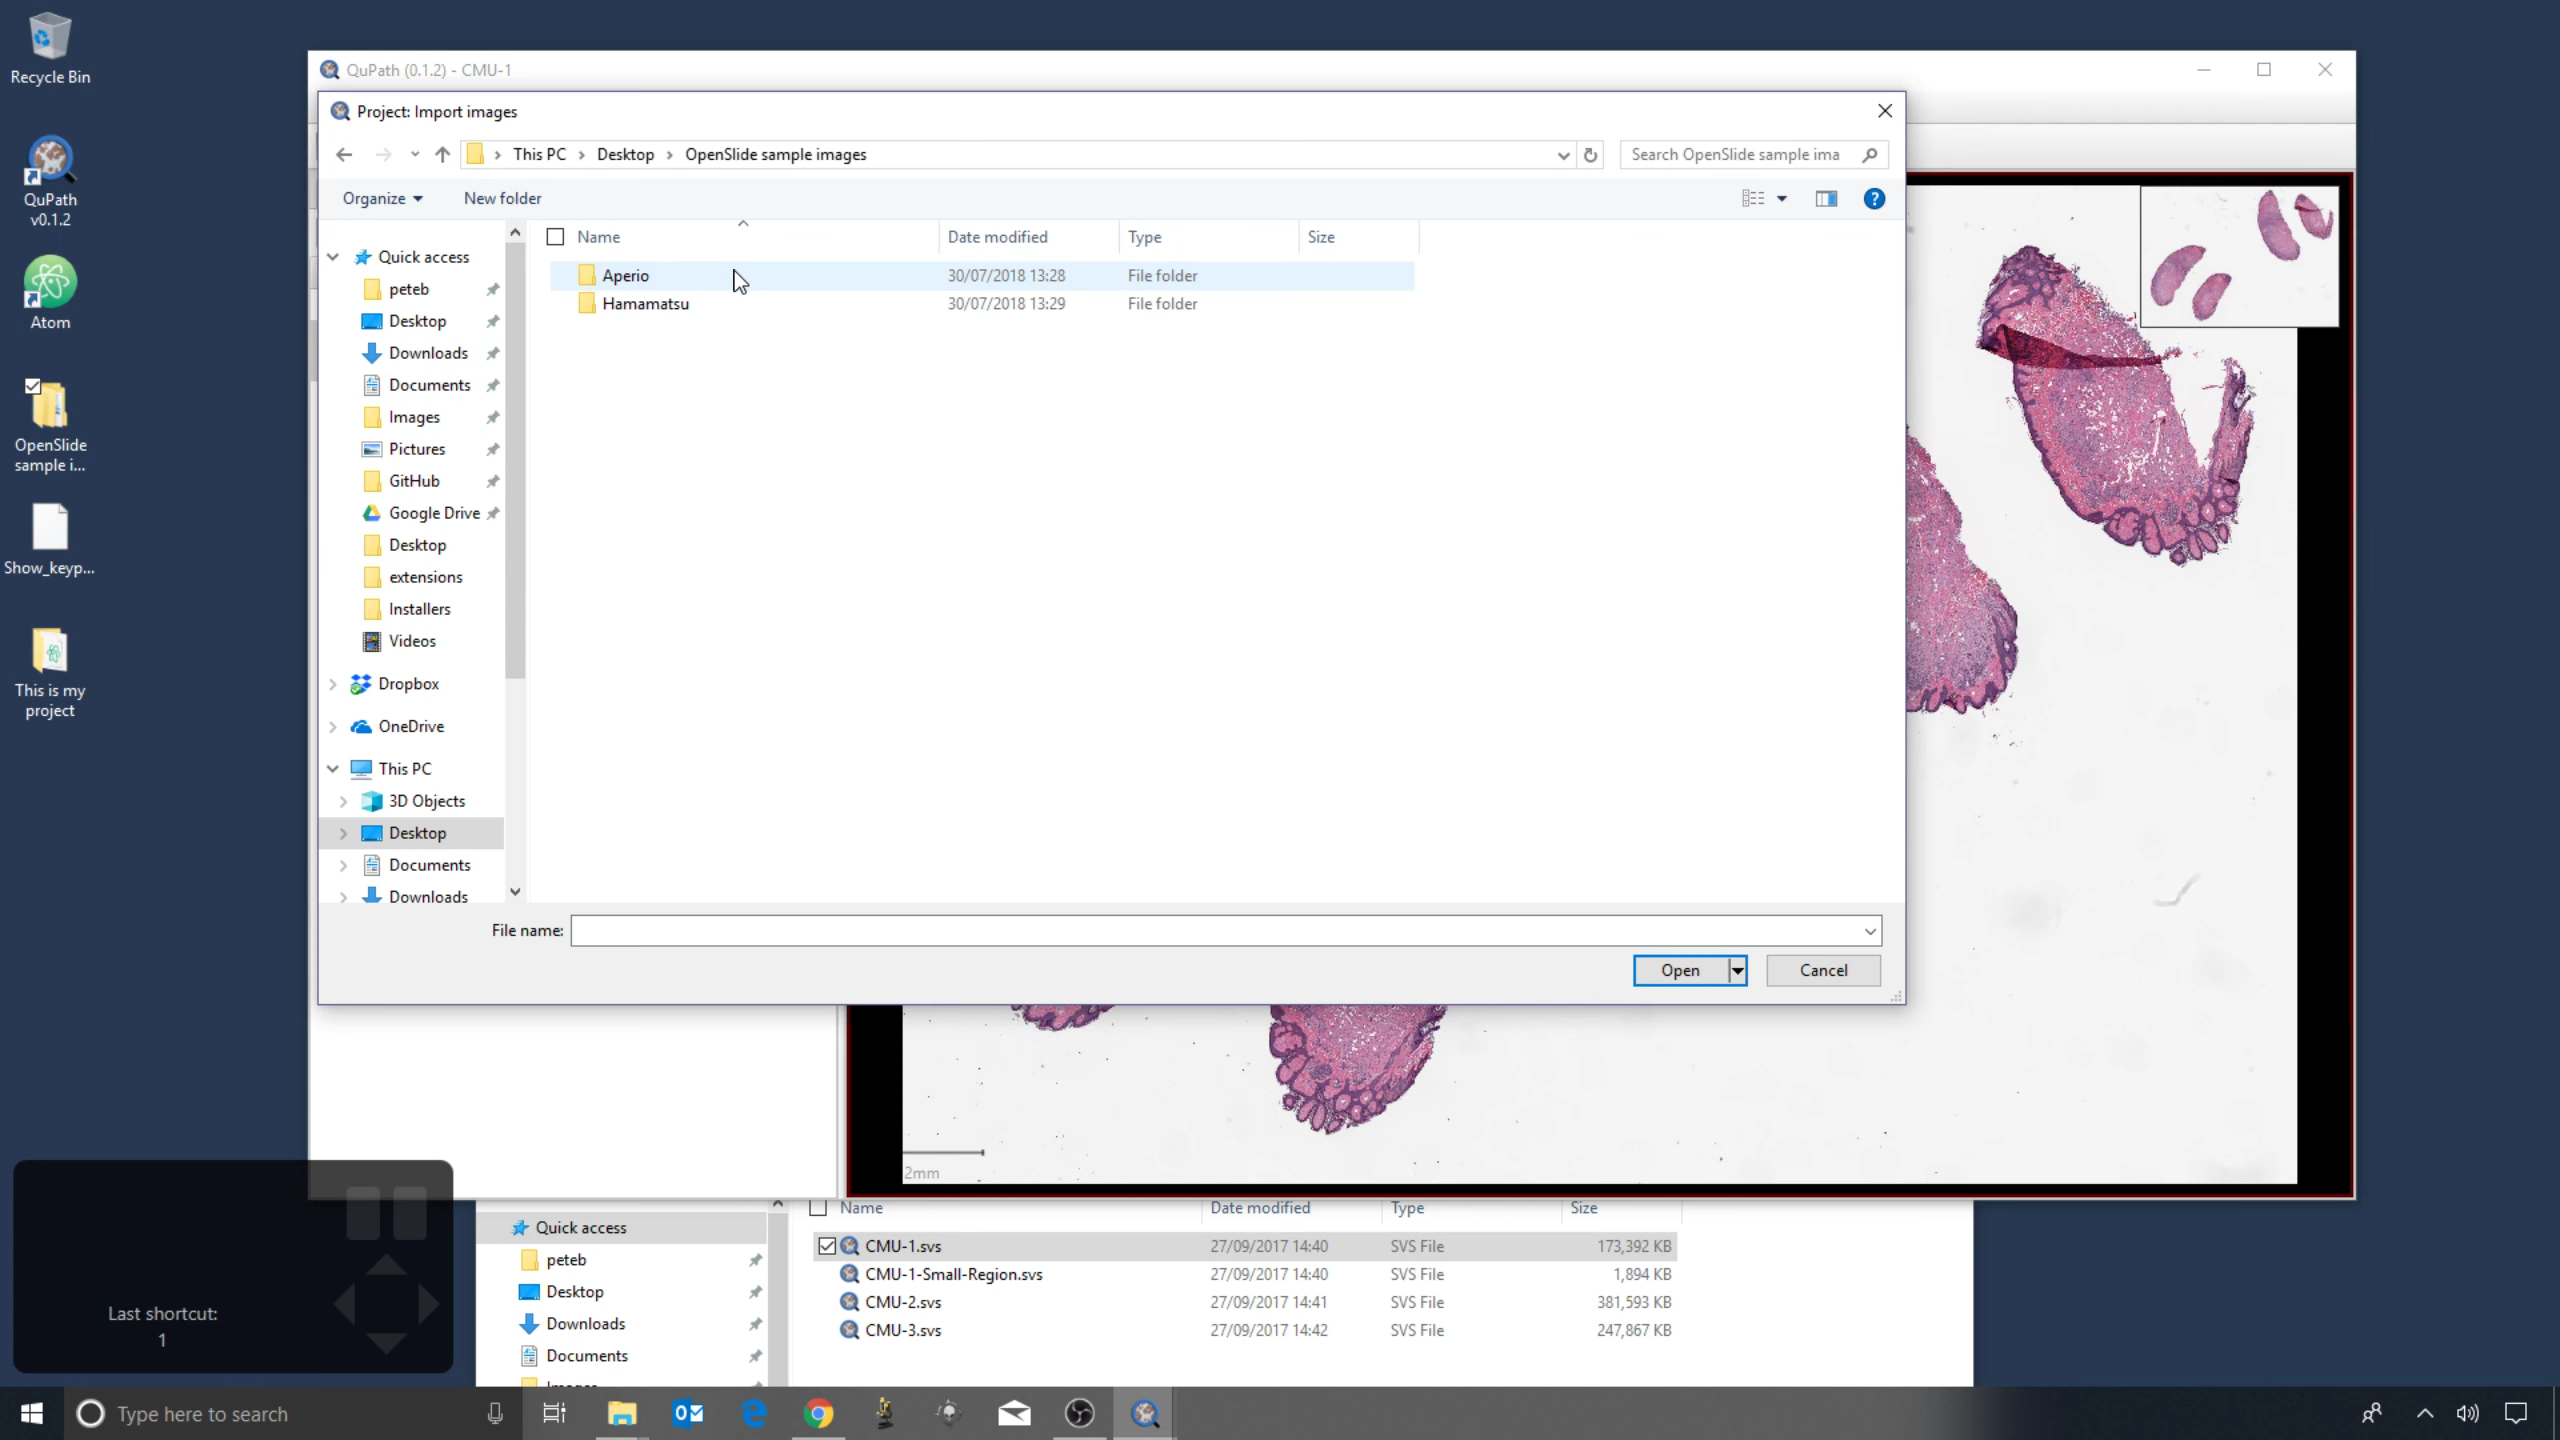 Recycle Bin
QuPath
v0.1.2
Atom
OpenSlide
sample i...
Show_keyp...
This is my
project
QuPath (0.1.2) - CMU-1
Project: Import images
This PC > Desktop > OpenSlide sample images
Search OpenSlide sample ima
Organize
New folder
Name Date modified Type Size
Aperio 30/07/2018 13:28 File folder
Hamamatsu 30/07/2018 13:29 File folder
Quick access
peteb
Desktop
Downloads
Documents
Images
Pictures
GitHub
Google Drive
Desktop
extensions
Installers
Videos
Dropbox
OneDrive
This PC
3D Objects
Desktop
Documents
Downloads
File name:
Open
Cancel
2mm
Last shortcut:
1
Quick access
peteb
Desktop
Downloads
Documents
Name Date modified Type Size
CMU-1.svs 27/09/2017 14:40 SVS File 173,392 KB
CMU-1-Small-Region.svs 27/09/2017 14:40 SVS File 1,894 KB
CMU-2.svs 27/09/2017 14:41 SVS File 381,593 KB
CMU-3.svs 27/09/2017 14:42 SVS File 247,867 KB
Type here to search